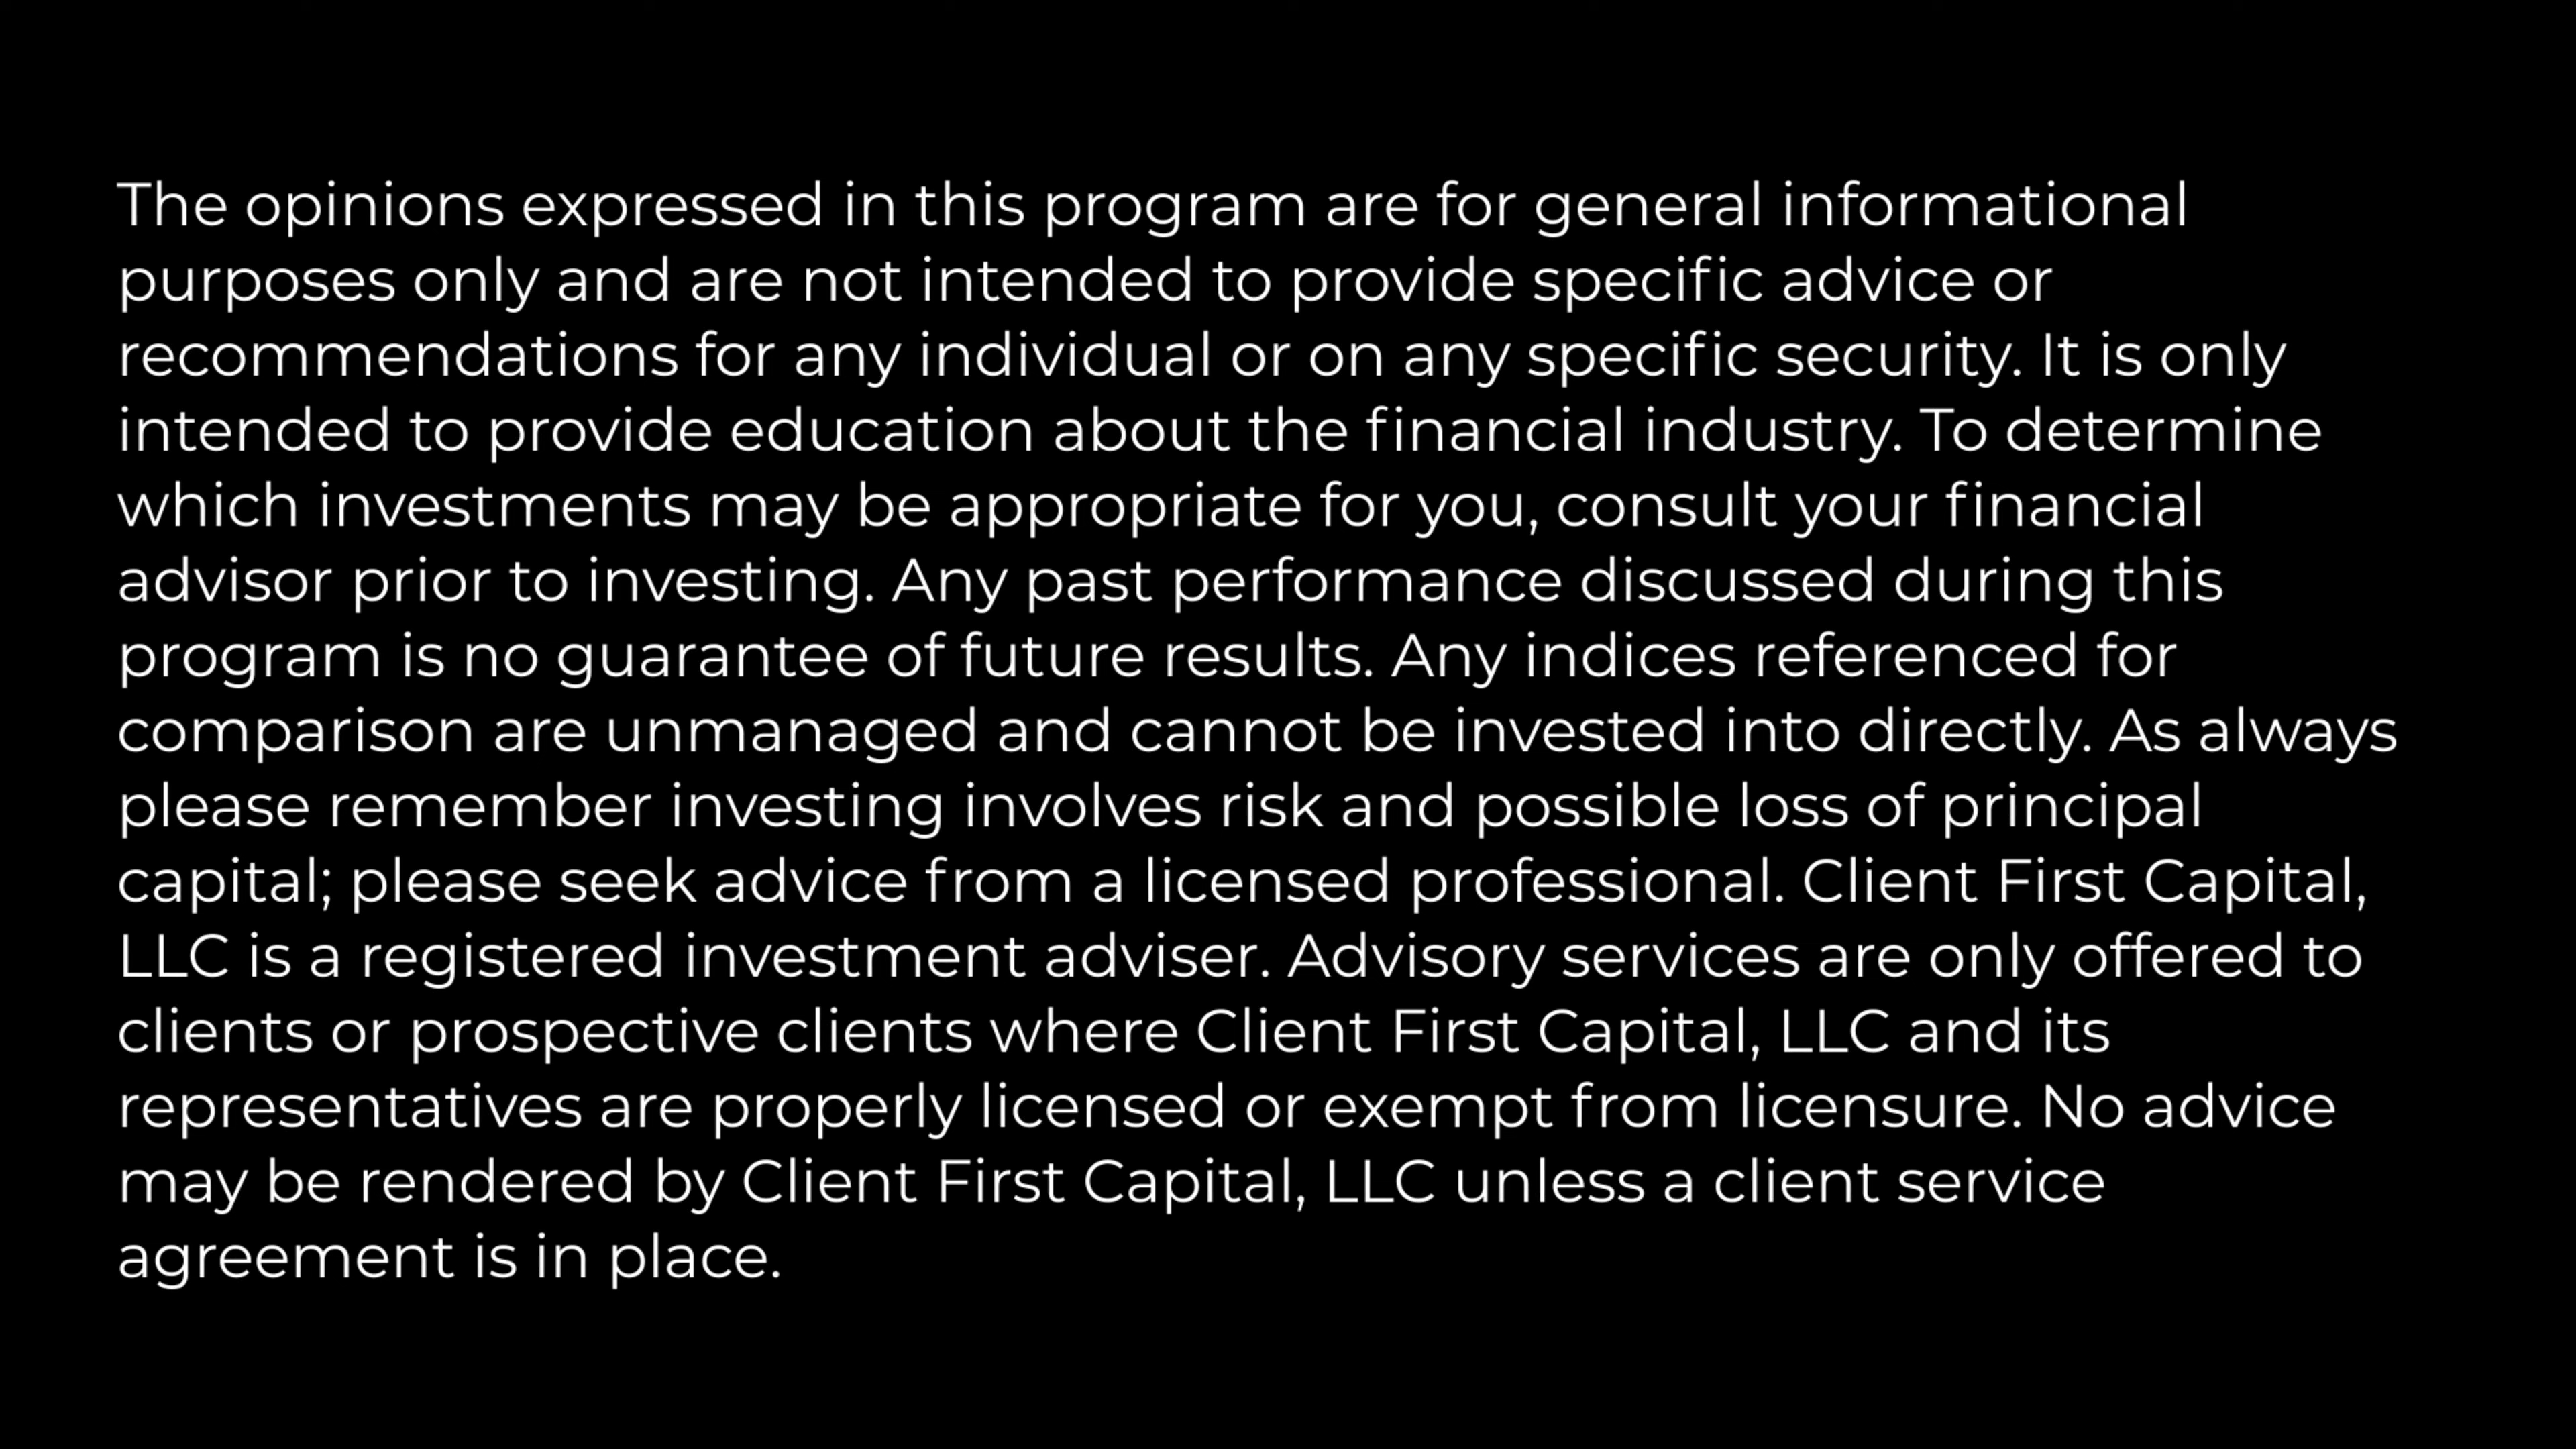 The opinions expressed in this program are for general informational
purposes only and are not intended to provide specific advice or
recommendations for any individual or on any specific security. It is only
intended to provide education about the financial industry. To determine
which investments may be appropriate for you, consult your financial
advisor prior to investing. Any past performance discussed during this
program is no guarantee of future results. Any indices referenced for
comparison are unmanaged and cannot be invested into directly. As always
please remember investing involves risk and possible loss of principal
capital; please seek advice from a licensed professional. Client First Capital,
LLC is a registered investment adviser. Advisory services are only offered to
clients or prospective clients where Client First Capital, LLC and its
representatives are properly licensed or exempt from licensure. No advice
may be rendered by Client First Capital, LLC unless a client service
agreement is in place.